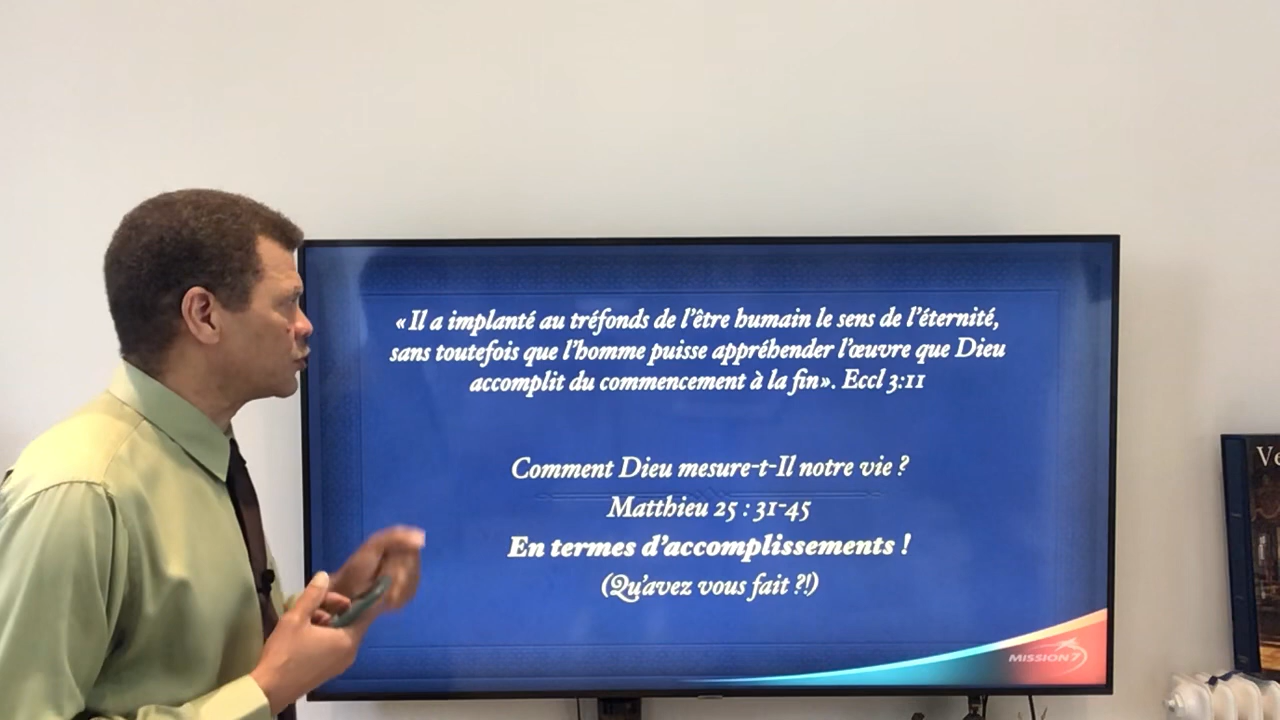 « Il a implanté au tréfonds de l'être humain le sens de l'éternité,
sans toutefois que l'homme puisse appréhender l'œuvre que Dieu
accomplit du commencement à la fin». Eccl 3:11
Comment Dieu mesure-t-Il notre vie ?
Matthieu 25 : 31-45
En termes d'accomplissements !
(Qu'avez vous fait ?!)
MISSION 7